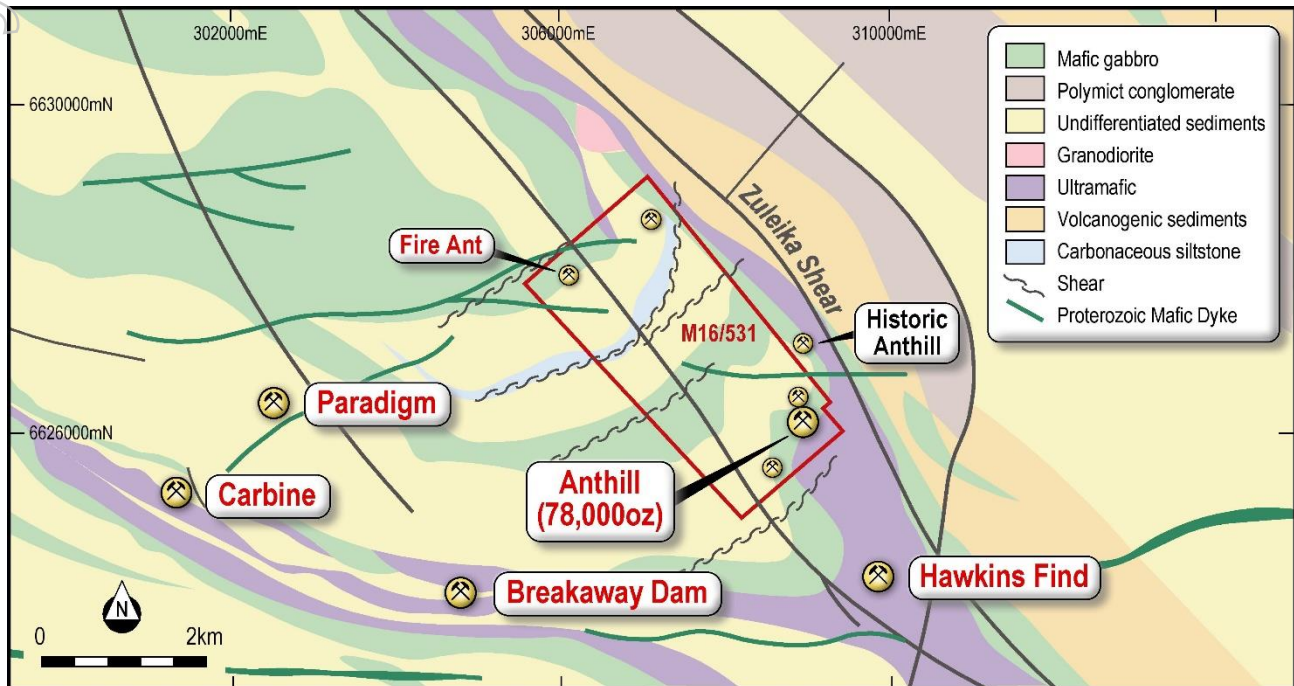 302000mE
306000mE
310000mE
6630000mN
6626000mN
Mafic gabbro
Polymict conglomerate
Undifferentiated sediments
Granodiorite
Ultramafic
Volcanogenic sediments
Carbonaceous siltstone
Shear
Proterozoic Mafic Dyke
Zuleika Shear
Fire Ant
M16/531
Historic
Anthill
Paradigm
Carbine
Anthill
(78,000oz)
Breakaway Dam
Hawkins Find
N
0
2km